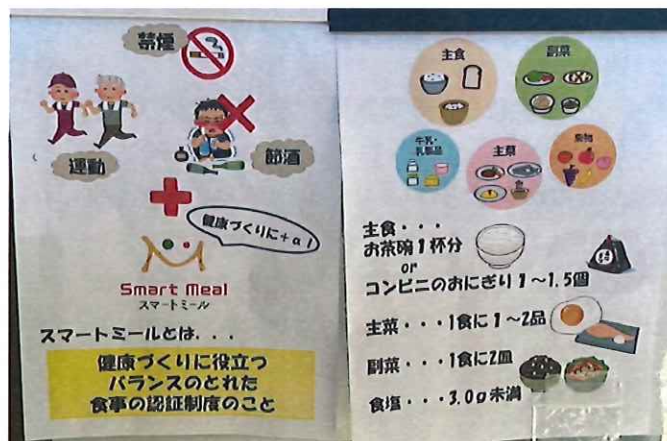 禁煙
運動
節酒
健康づくりに+α!
Smart Meal
スマートミール
スマートミールとは...
健康づくりに役立つ
バランスのとれた
食事の認証制度のこと
主食
副菜
牛乳・
乳製品
主菜
果物
主食・・・
お茶碗1杯分
or
コンビニのおにぎり1~1.5個
主菜・・・1食に1~2品
副菜・・・1食に2皿
食塩・・・3.0g未満